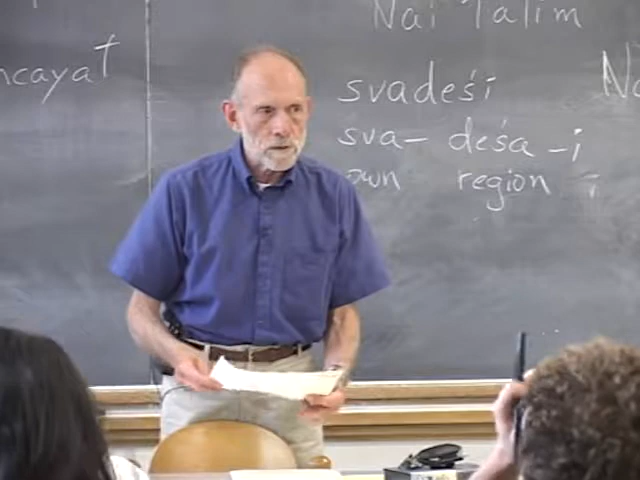 Nai Talim
ncayat
svadeśi
sva- deśa -i
own region -i